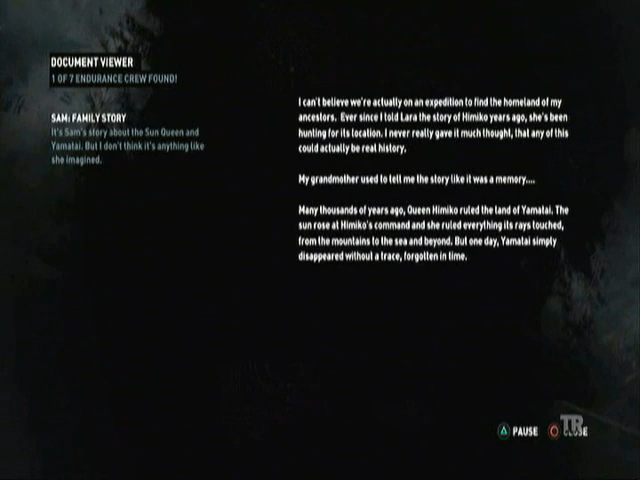 DOCUMENT VIEWER
1 OF 7 ENDURANCE CREW FOUND!
SAM: FAMILY STORY
It's Sam's story about the Sun Queen and
Yamatai. But I don't think it's anything like
she imagined.
I can't believe we're actually on an expedition to find the homeland of my
ancestors. Ever since I told Lara the story of Himiko years ago, she's been
hunting for its location. I never really gave it much thought, that any of this
could actually be real history.
My grandmother used to tell me the story like it was a memory....
Many thousands of years ago, Queen Himiko ruled the land of Yamatai. The
sun rose at Himiko's command and she ruled everything its rays touched,
from the mountains to the sea and beyond. But one day, Yamatai simply
disappeared without a trace, forgotten in time.
PAUSE CLOSE
TR